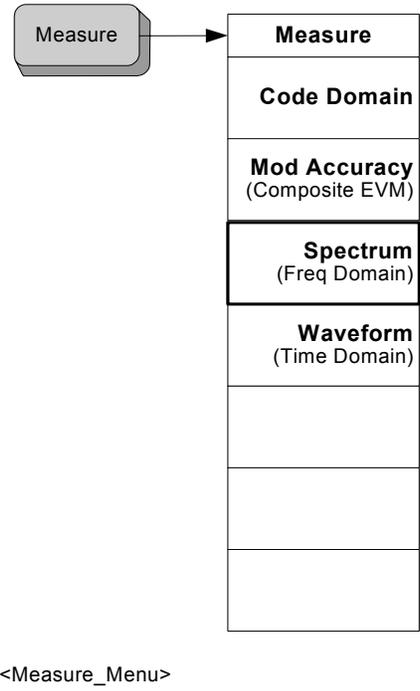 Measure
Measure
Code Domain
Mod Accuracy
(Composite EVM)
Spectrum
(Freq Domain)
Waveform
(Time Domain)
<Measure_Menu>